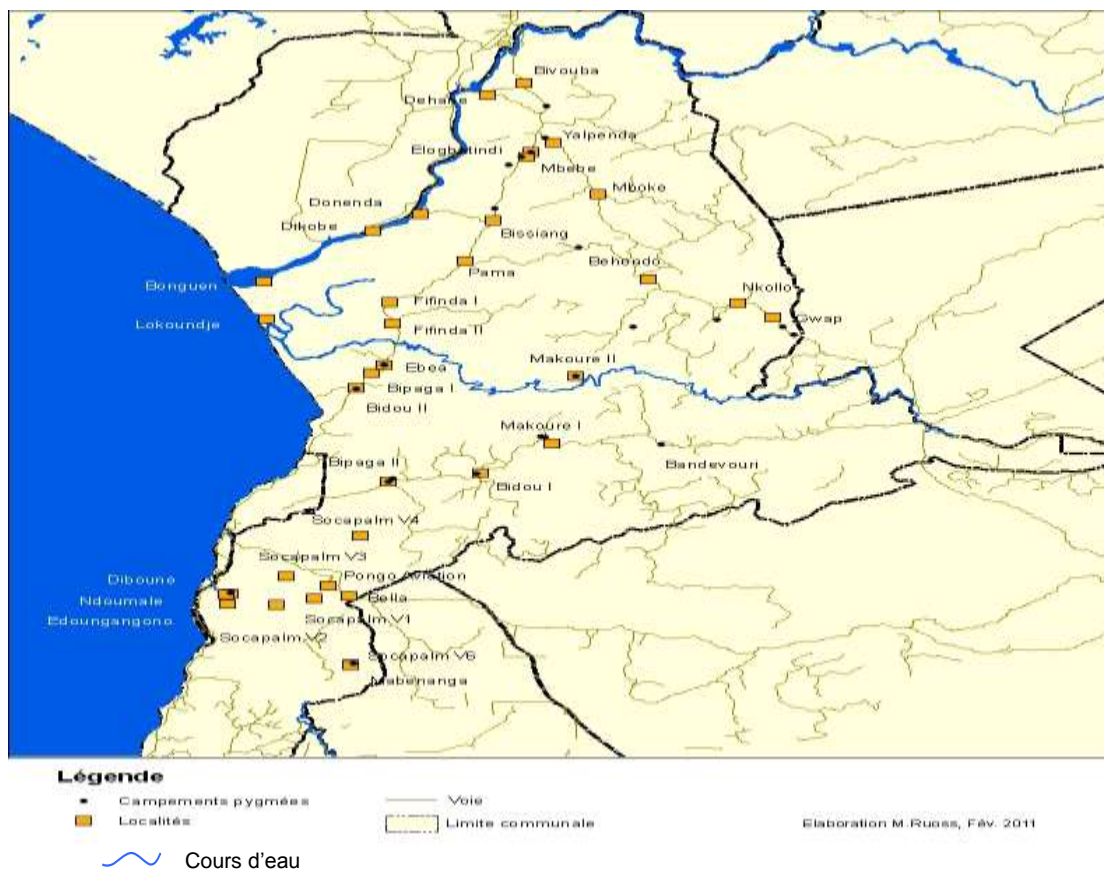 Bivouba
Dehane
Yalpenda
Elogbatindi
Mbebe
Mboke
Donenda
Dikobe
Bissiang
Pama
Behondo
Bonguen
Nkollo
Fifinda I
Lokoundje
Gwap
Fifinda II
Ebea
Makoure II
Bipaga I
Bidou II
Makoure I
Bipaga II
Bandevouri
Bidou I
Socapalm V4
Socapalm V3
Diboune
Pongo Aviation
Ndoumale
Bella
Edoungangono
Socapalm V1
Socapalm V2
Socapalm V6
Mabenanga
Légende
Campements pygmées
Voie
Localités
Limite communale
Elaboration M.Ruoss, Fév. 2011
Cours d'eau